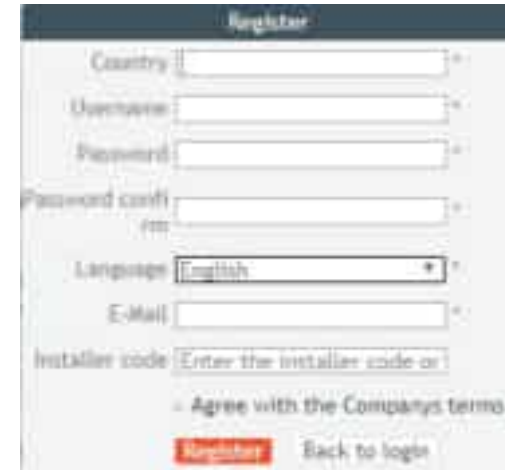 Register
Country *
Username *
Password *
Password confi
rm *
Language English *
E-Mail *
Installer code Enter the installer code or
Agree with the Companys terms
Register Back to login